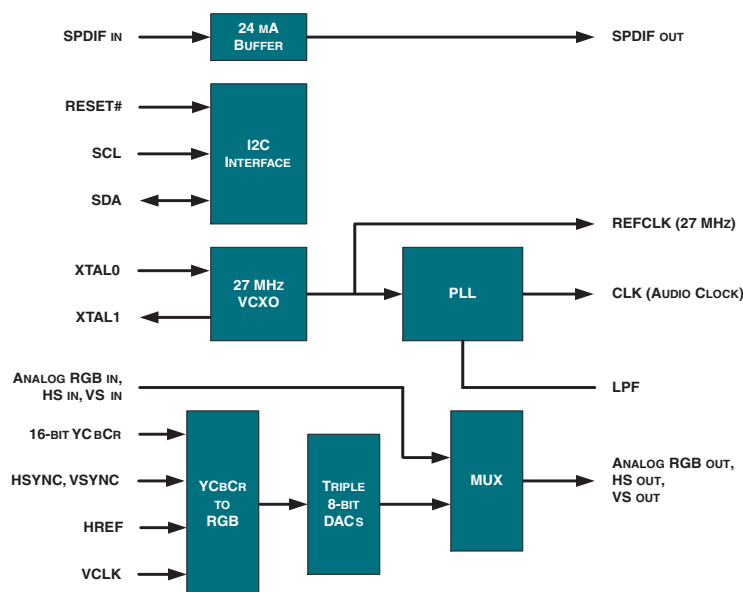 SPDIF IN
24 MA
BUFFER
SPDIF OUT
RESET#
SCL
SDA
I2C
INTERFACE
REFCLK (27 MHZ)
XTAL0
XTAL1
27 MHZ
VCXO
PLL
CLK (AUDIO CLOCK)
LPF
ANALOG RGB IN,
HS IN, VS IN
16-BIT YCBCR
HSYNC, VSYNC
HREF
VCLK
YCBCR
TO
RGB
TRIPLE
8-BIT
DACS
MUX
ANALOG RGB OUT,
HS OUT,
VS OUT